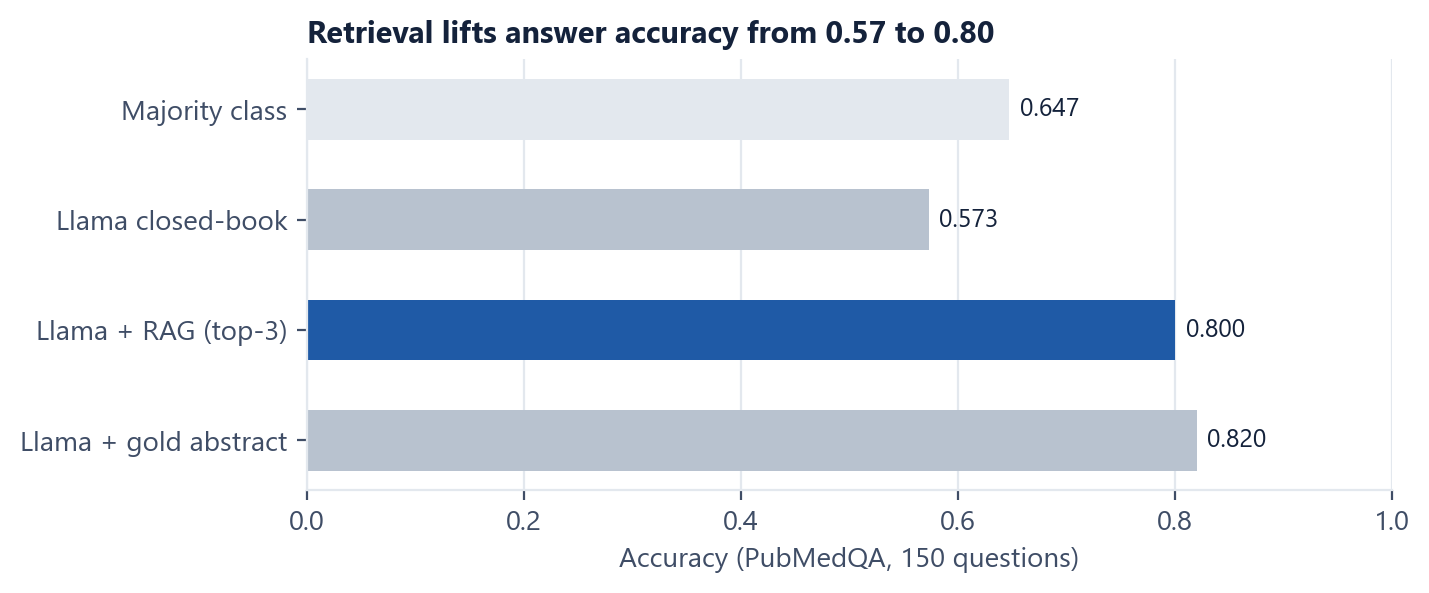 Retrieval lifts answer accuracy from 0.57 to 0.80
Majority class 0.647
Llama closed-book 0.573
Llama + RAG (top-3) 0.800
Llama + gold abstract 0.820
0.0 0.2 0.4 0.6 0.8 1.0
Accuracy (PubMedQA, 150 questions)